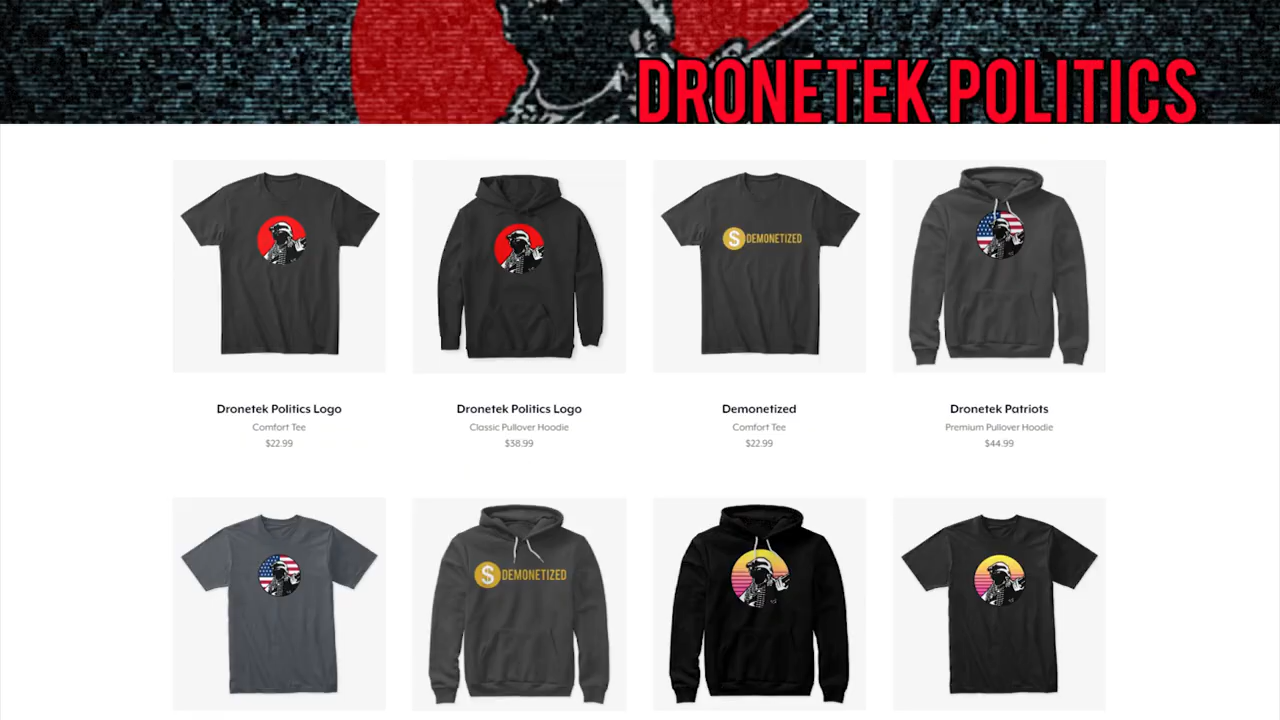 DRONETEK POLITICS
Dronetek Politics Logo
Comfort Tee
$22.99
Dronetek Politics Logo
Classic Pullover Hoodie
$38.99
$ DEMONETIZED
Demonetized
Comfort Tee
$22.99
Dronetek Patriots
Premium Pullover Hoodie
$44.99
$ DEMONETIZED